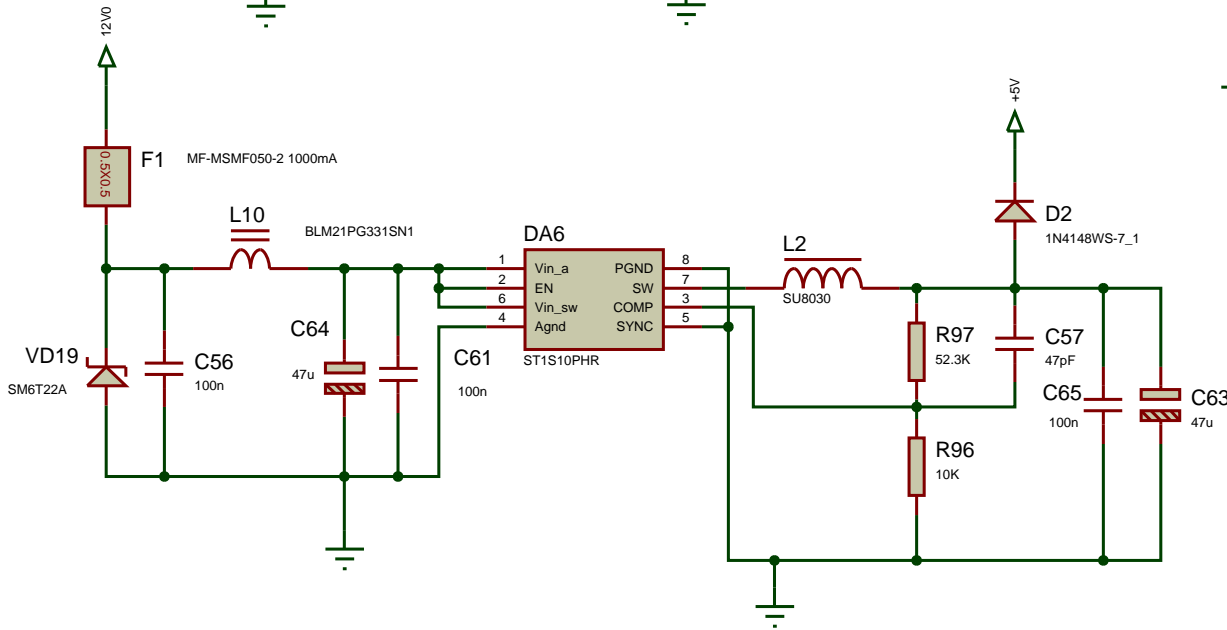 12V0
+5V
F1
MF-MSMF050-2 1000mA
0.5X0.5
L10
BLM21PG331SN1
DA6
1
Vin_a
2
EN
6
Vin_sw
4
Agnd
PGND
8
SW
7
COMP
3
SYNC
5
ST1S10PHR
L2
SU8030
D2
1N4148WS-7_1
VD19
SM6T22A
C56
100n
C64
47u
C61
100n
R97
52.3K
C57
47pF
C65
100n
C63
47u
R96
10K